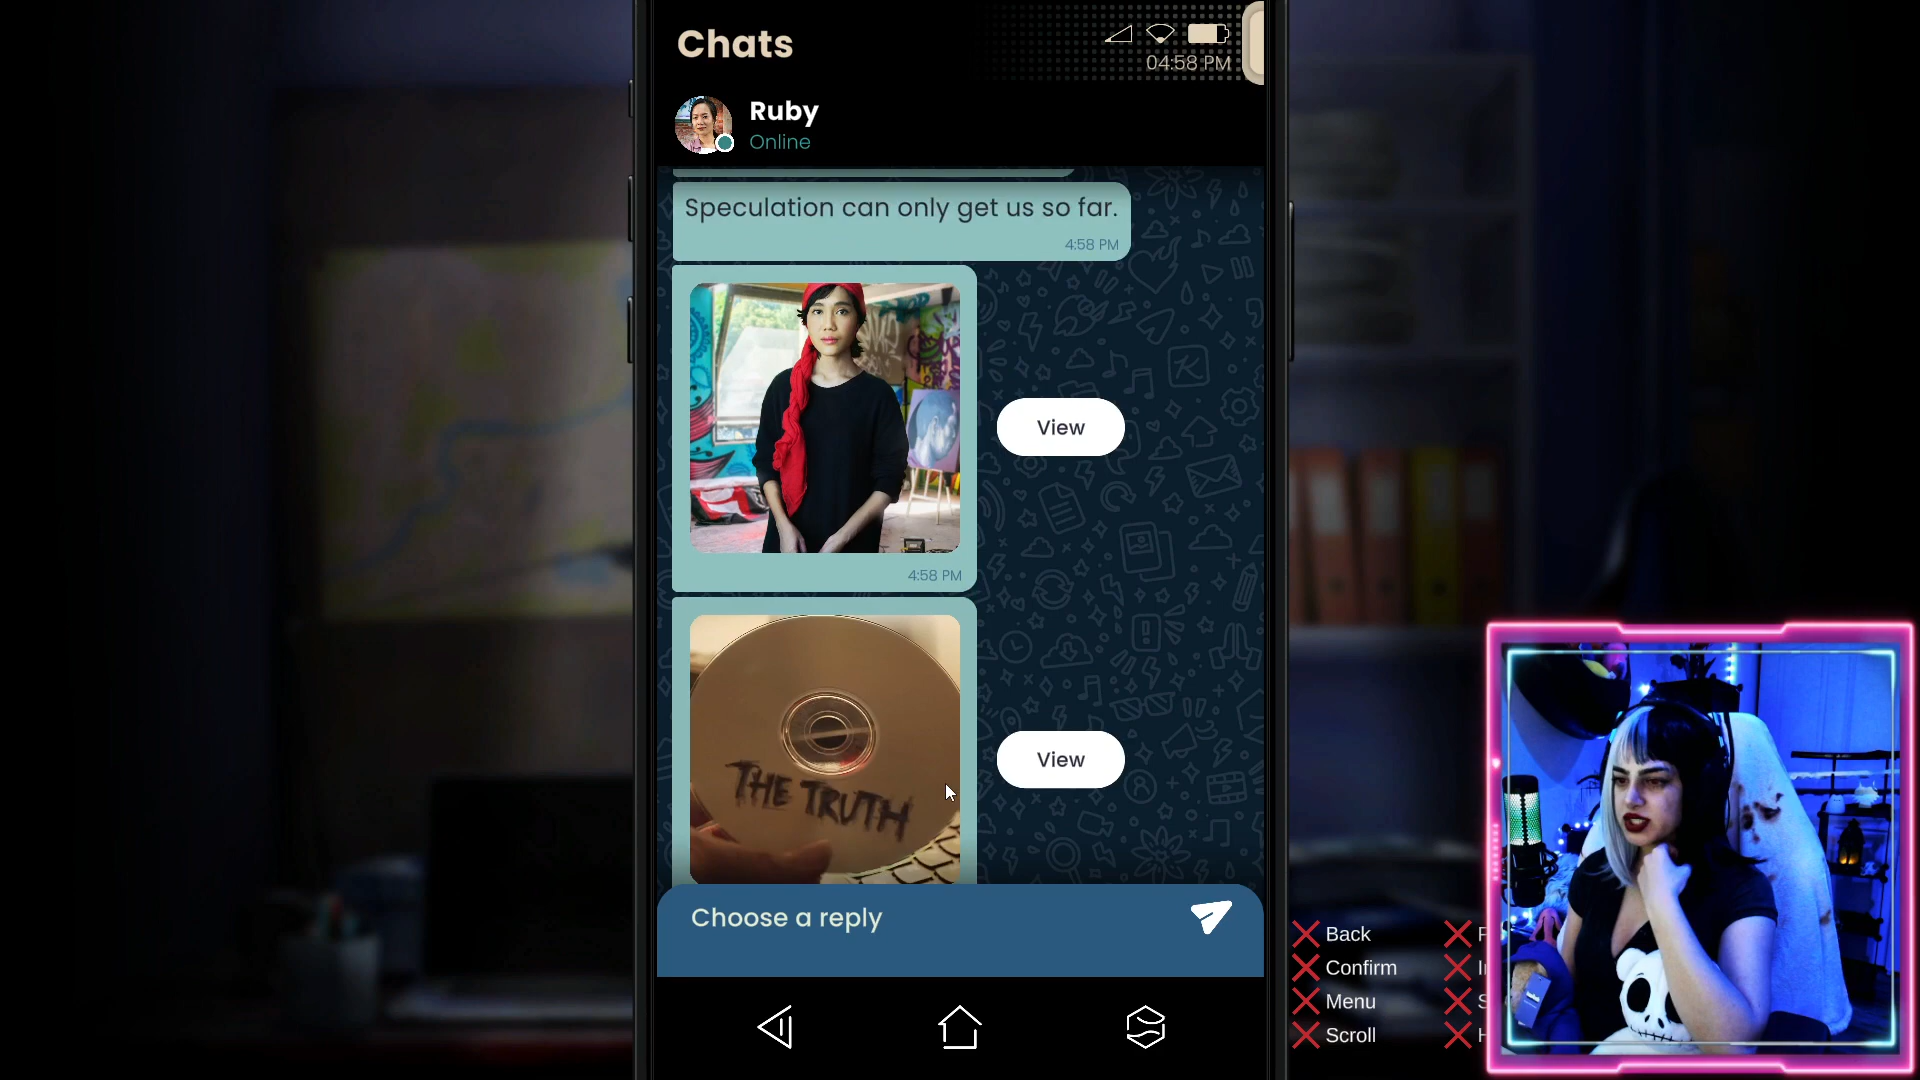 Chats
04:58 PM
Ruby
Online
Speculation can only get us so far.
4:58 PM
View
4:58 PM
THE TRUTH
View
Choose a reply
Back
Confirm
Menu
Scroll